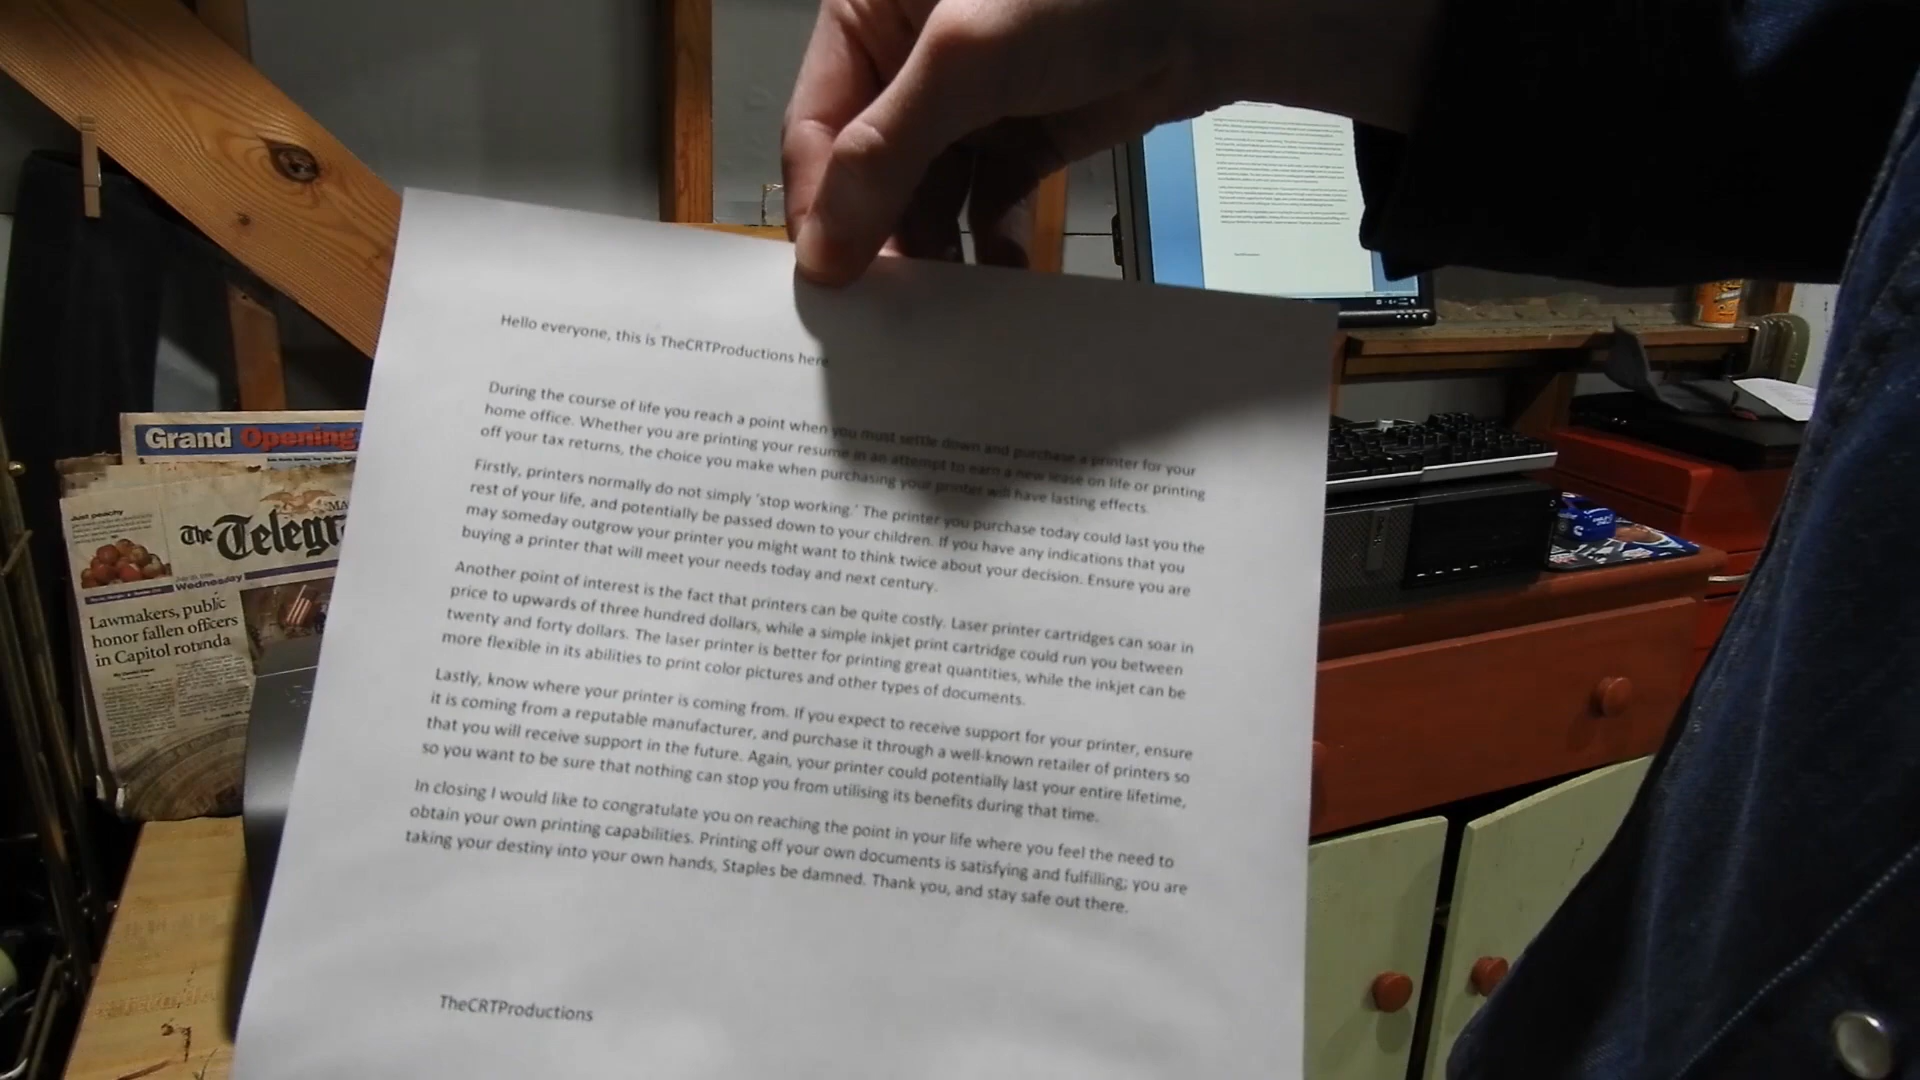 Hello everyone, this is TheCRTProductions here
During the course of life you reach a point when you must settle down and purchase a printer for your
home office. Whether you are printing your resume in an attempt to earn a new lease on life or printing
off your tax returns, the choice you make when purchasing your printer will have lasting effects.
Firstly, printers normally do not simply 'stop working.' The printer you purchase today could last you the
rest of your life, and potentially be passed down to your children. If you have any indications that you
may someday outgrow your printer you might want to think twice about your decision. Ensure you are
buying a printer that will meet your needs today and next century.
Another point of interest is the fact that printers can be quite costly. Laser printer cartridges can soar in
price to upwards of three hundred dollars, while a simple inkjet print cartridge could run you between
twenty and forty dollars. The laser printer is better for printing great quantities, while the inkjet can be
more flexible in its abilities to print color pictures and other types of documents.
Lastly, know where your printer is coming from. If you expect to receive support for your printer, ensure
it is coming from a reputable manufacturer, and purchase it through a well-known retailer of printers so
that you will receive support in the future. Again, your printer could potentially last your entire lifetime,
so you want to be sure that nothing can stop you from utilising its benefits during that time.
In closing I would like to congratulate you on reaching the point in your life where you feel the need to
obtain your own printing capabilities. Printing off your own documents is satisfying and fulfilling; you are
taking your destiny into your own hands, Staples be damned. Thank you, and stay safe out there.
TheCRTProductions
Grand Opening
Just peachy
The Telegr
Wednesday
Lawmakers, public
honor fallen officers
in Capitol rotunda